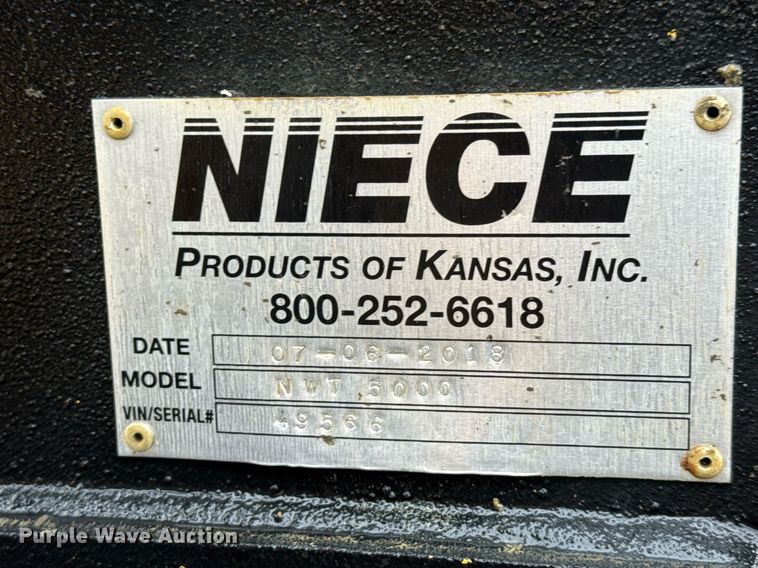 NIECE
PRODUCTS OF KANSAS, INC.
800-252-6618
DATE 07-06-2018
MODEL NWT 5000
VIN/SERIAL# 49566
Purple Wave Auction